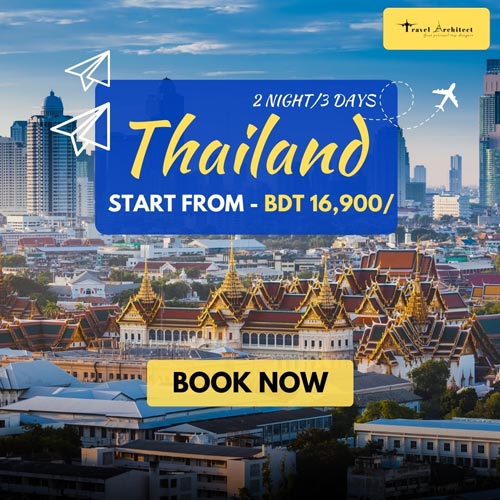 Travel Architect
2 NIGHT/3 DAYS
Thailand
START FROM - BDT 16,900/
BOOK NOW